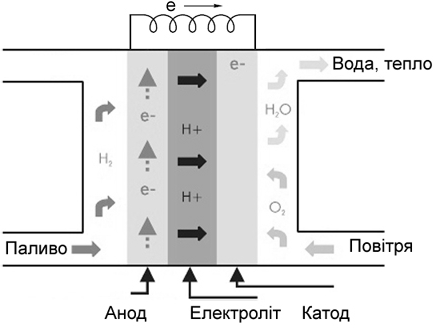 e
e-
Вода, тепло
e-
H₂O
H+
H₂
e-
H+
O₂
Паливо
Повітря
Анод
Електроліт
Катод